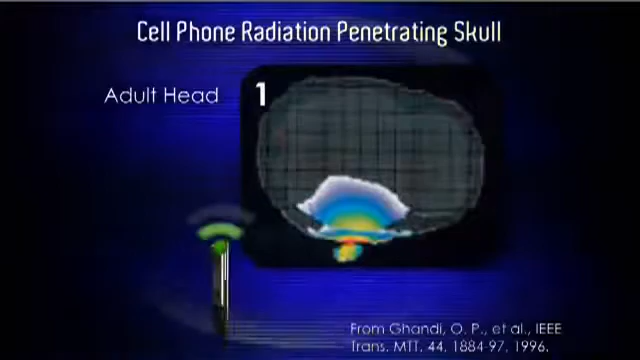 Cell Phone Radiation Penetrating Skull
Adult Head
1
From Ghandi, O. P., et al., IEEE
Trans. MTT. 44, 1884-97, 1996.